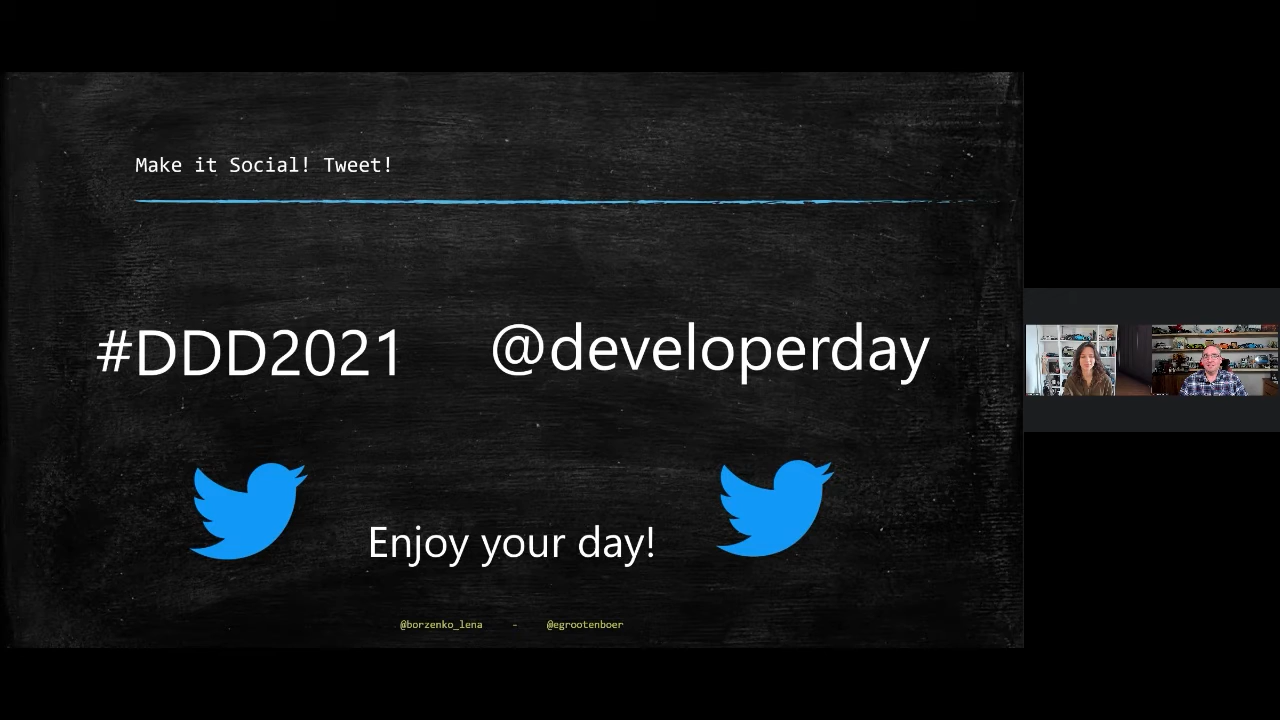 Make it Social! Tweet!
#DDD2021 @developerday
Enjoy your day!
@borzenko_lena - @egrootenboer